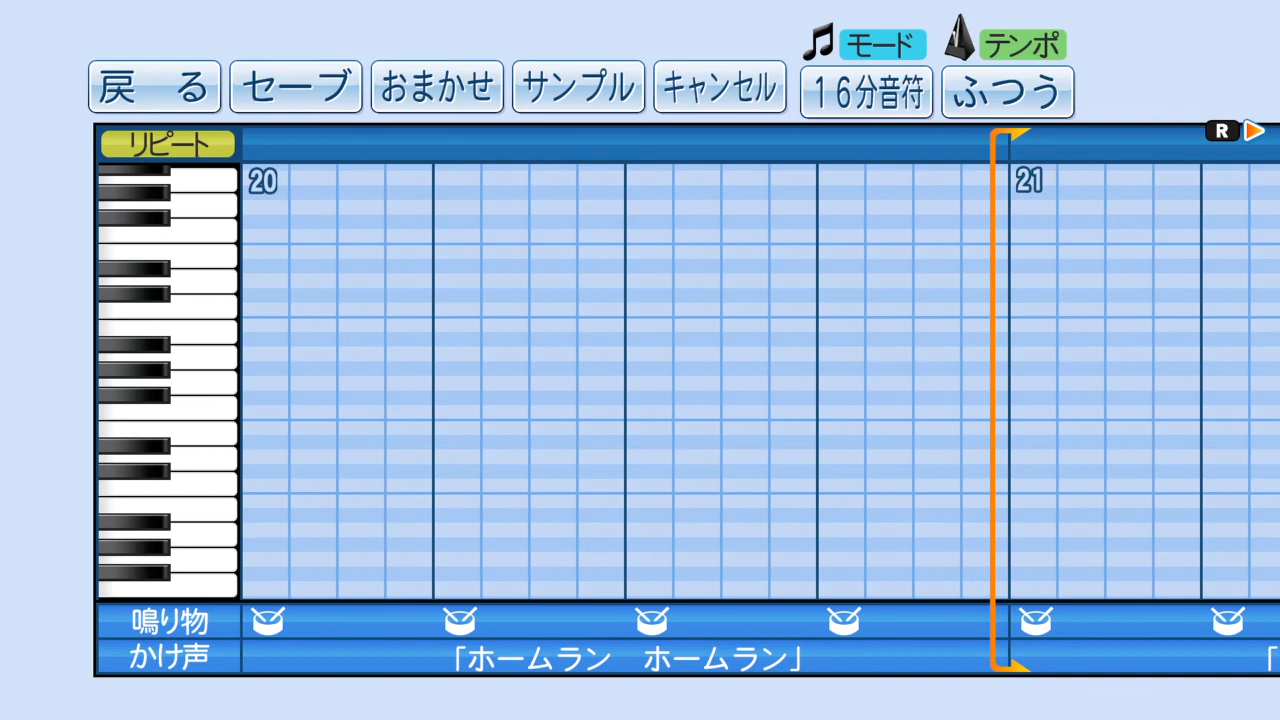 モード テンポ
戻 る セーブ おまかせ サンプル キャンセル 16分音符 ふつう
リピート R
20 21
鳴り物
かけ声 「ホームラン ホームラン」 「